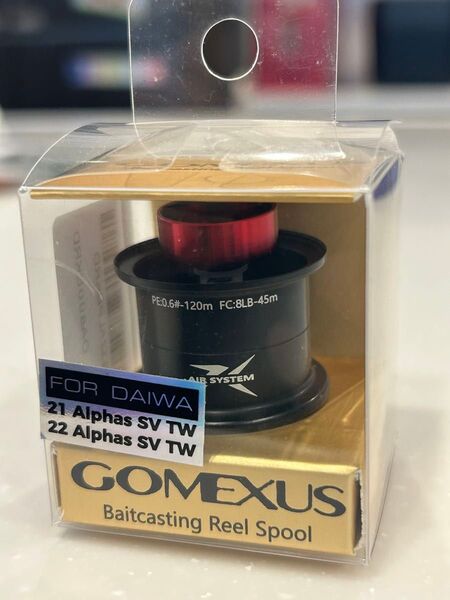 PE:0.6#-120m FC:8LB-45m
AIR SYSTEM
FOR DAIWA
21 Alphas SV TW
22 Alphas SV TW
GOMEXUS
Baitcasting Reel Spool